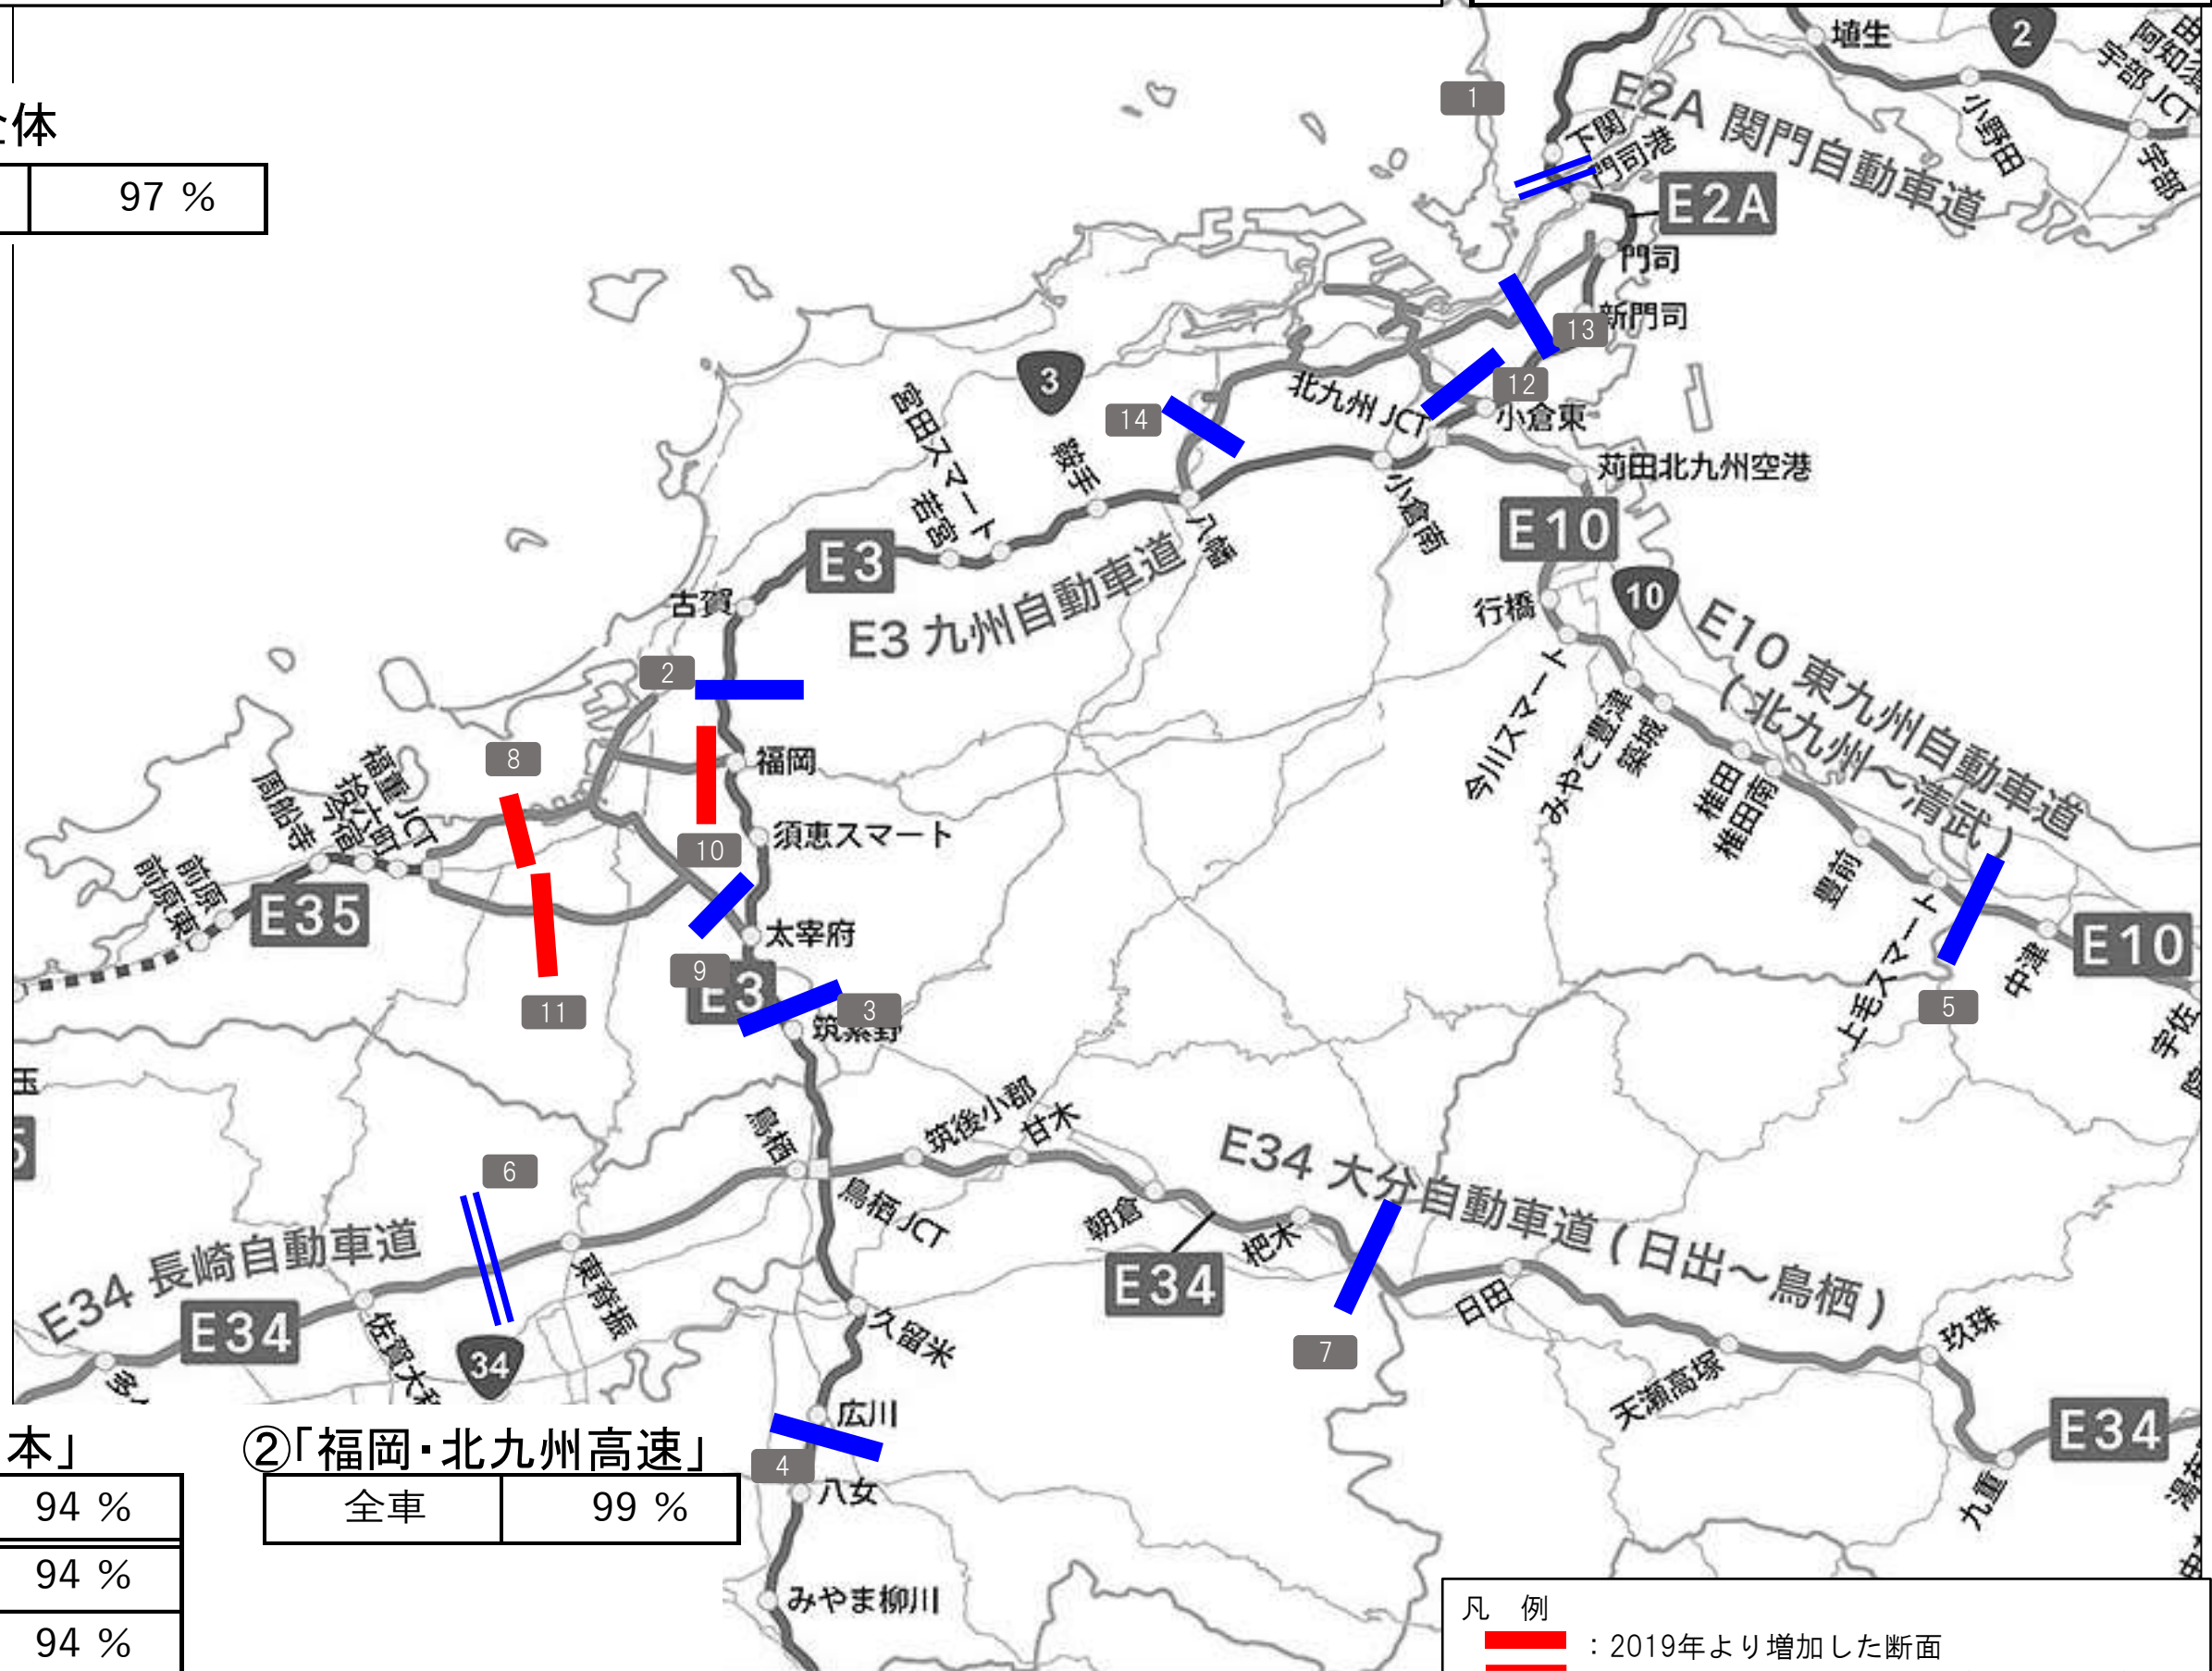 全体
97 %
1
埴生
2
阿知須
宇部 JCT
宇部
小野田
E2A 関門自動車道
下関
門司港
E2A
門司
新門司
13
12
北九州 JCT
小倉東
14
3
宮田スマート
若宮
鞍手
八幡
小倉南
苅田北九州空港
E10
行橋
10
E10 東九州自動車道
(北九州～清武)
E3
E3 九州自動車道
古賀
2
福岡
8
10
須恵スマート
福重 JCT
拾六町
今宿
周船寺
前原
前原東
E35
太宰府
9
E3
3
筑紫野
11
今川スマート
みやこ豊津
築城
椎田
椎田南
豊前
上毛スマート
5
中津
E10
宇佐
6
鳥栖
鳥栖 JCT
筑後小郡
甘木
朝倉
杷木
E34
E34 大分自動車道 (日出～鳥栖)
7
日田
天瀬高塚
玖珠
九重
E34
E34 長崎自動車道
E34
佐賀大和
東脊振
34
久留米
広川
4
八女
みやま柳川
本」
94 %
94 %
94 %
②「福岡・北九州高速」
全車 99 %
凡 例
：2019年より増加した断面